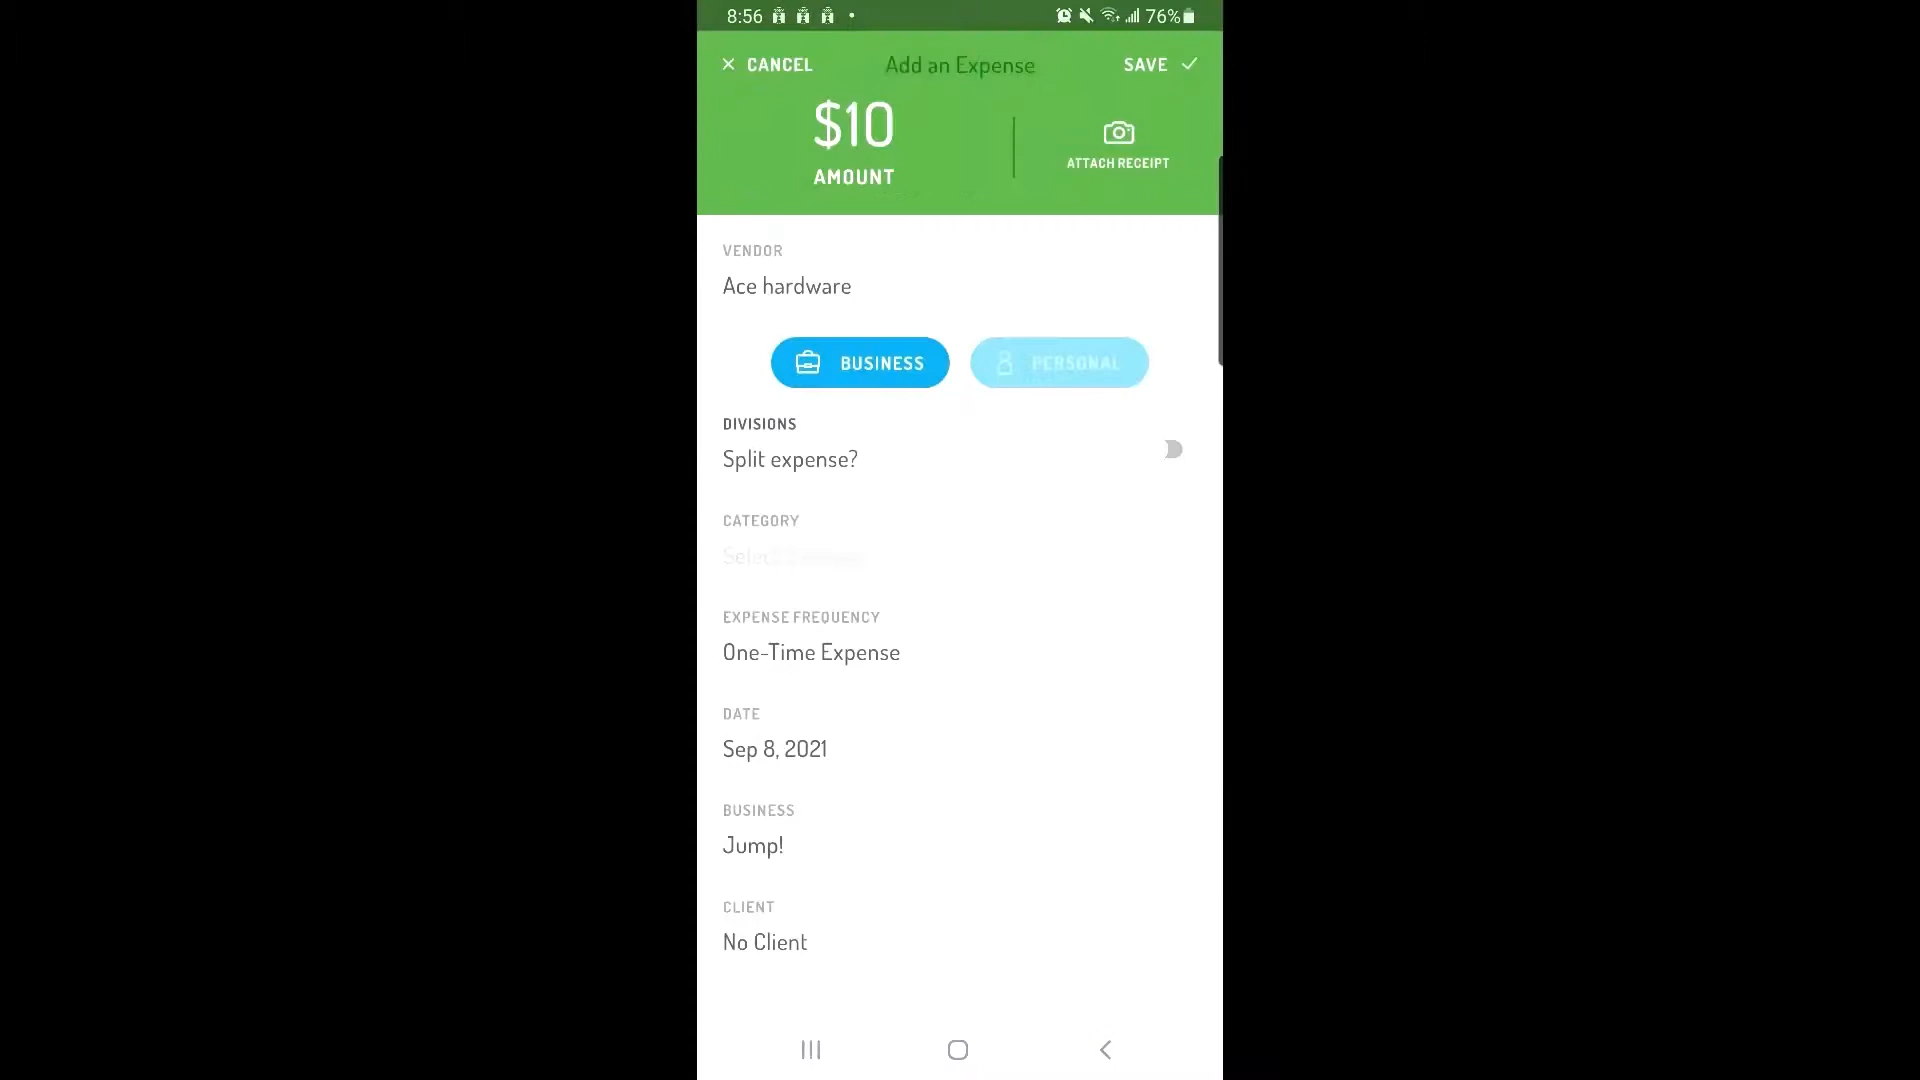 8:56 76%
CANCEL Add an Expense SAVE
$10
AMOUNT
ATTACH RECEIPT
VENDOR
Ace hardware
BUSINESS PERSONAL
DIVISIONS
Split expense?
CATEGORY
Select
EXPENSE FREQUENCY
One-Time Expense
DATE
Sep 8, 2021
BUSINESS
Jump!
CLIENT
No Client